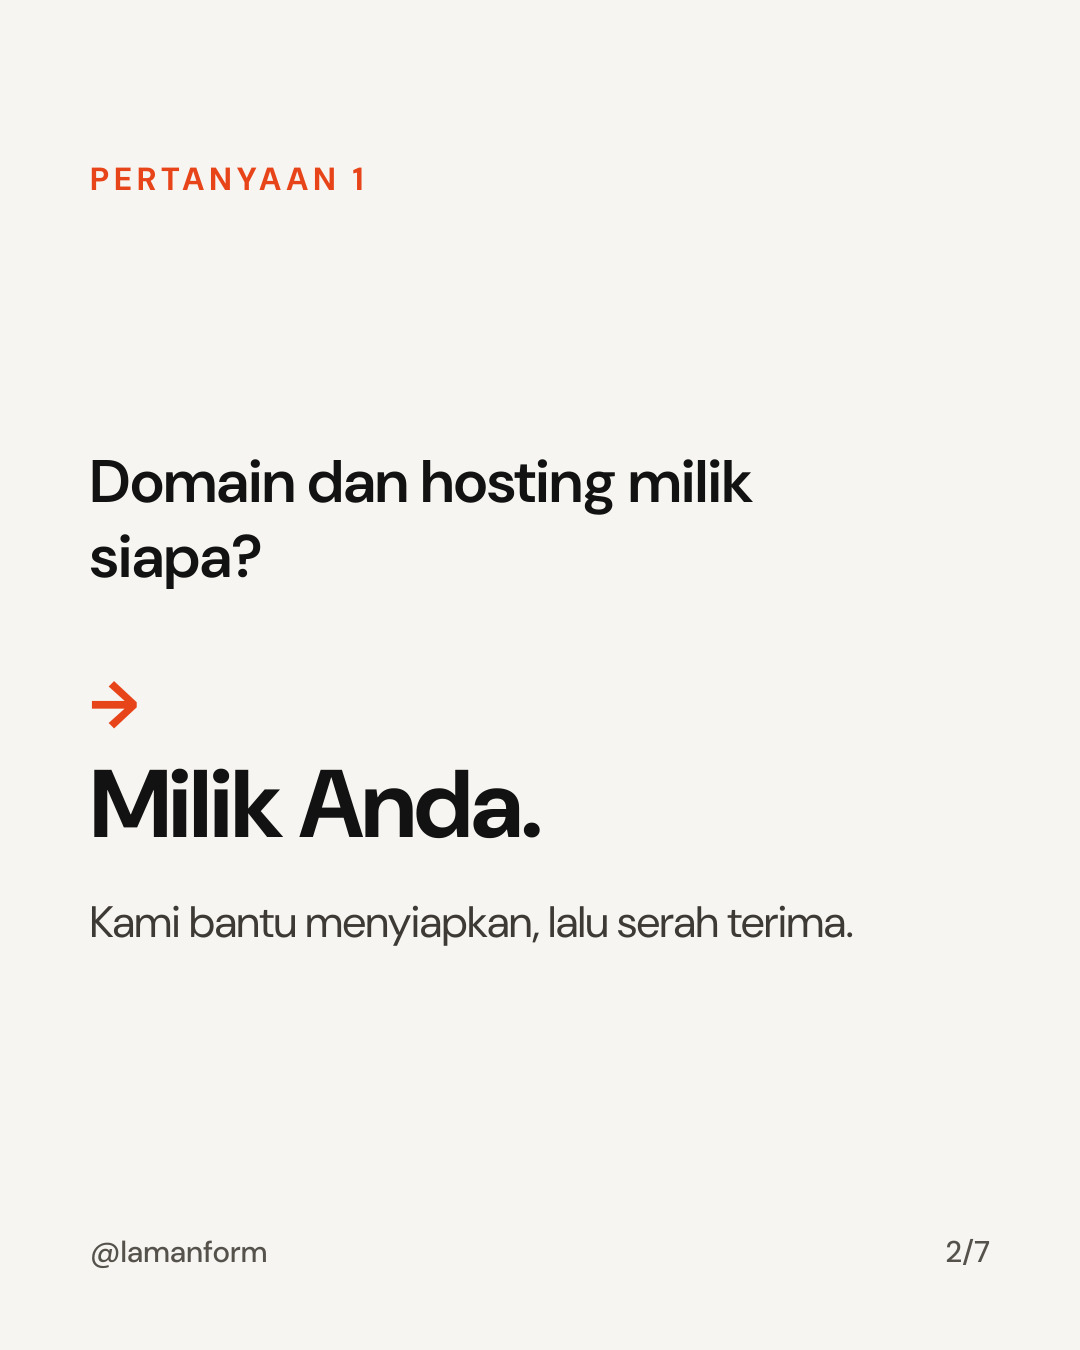 PERTANYAAN 1
Domain dan hosting milik
siapa?
→
Milik Anda.
Kami bantu menyiapkan, lalu serah terima.
@lamanform
2/7